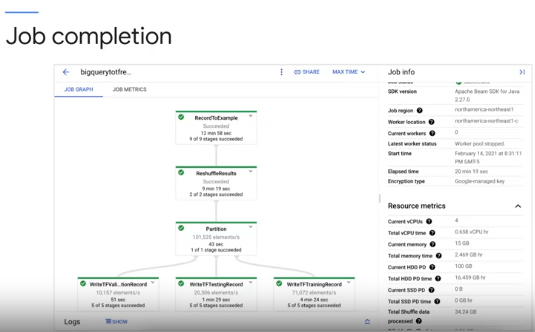 Job completion
bigquerytotfre...
SHARE
MAX TIME
JOB GRAPH
JOB METRICS
RecordToExample
Succeeded
12 min 58 sec
9 of 9 stages succeeded
ReshuffleResults
Succeeded
9 min 19 sec
2 of 2 stages succeeded
Partition
101,525 elements/s
43 sec
1 of 1 stage succeeded
WriteTFVali...tionRecord
10,157 elements/s
51 sec
5 of 5 stages succeeded
WriteTFTestingRecord
20,306 elements/s
1 min 29 sec
5 of 5 stages succeeded
WriteTFTrainingRecord
71,072 elements/s
4 min 24 sec
5 of 5 stages succeeded
Logs
SHOW
Job info
SDK version
Apache Beam SDK for Java
2.27.0
Job region
northamerica-northeast1
Worker location
northamerica-northeast1-c
Current workers
0
Latest worker status
Worker pool stopped.
Start time
February 14, 2021 at 8:31:11
PM GMT-5
Elapsed time
20 min 19 sec
Encryption type
Google-managed key
Resource metrics
Current vCPUs
4
Total vCPU time
0.658 vCPU hr
Current memory
15 GB
Total memory time
2.469 GB hr
Current HDD PD
100 GB
Total HDD PD time
16.459 GB hr
Current SSD PD
0 B
Total SSD PD time
0 GB hr
Total Shuffle data
processed
34.24 GB